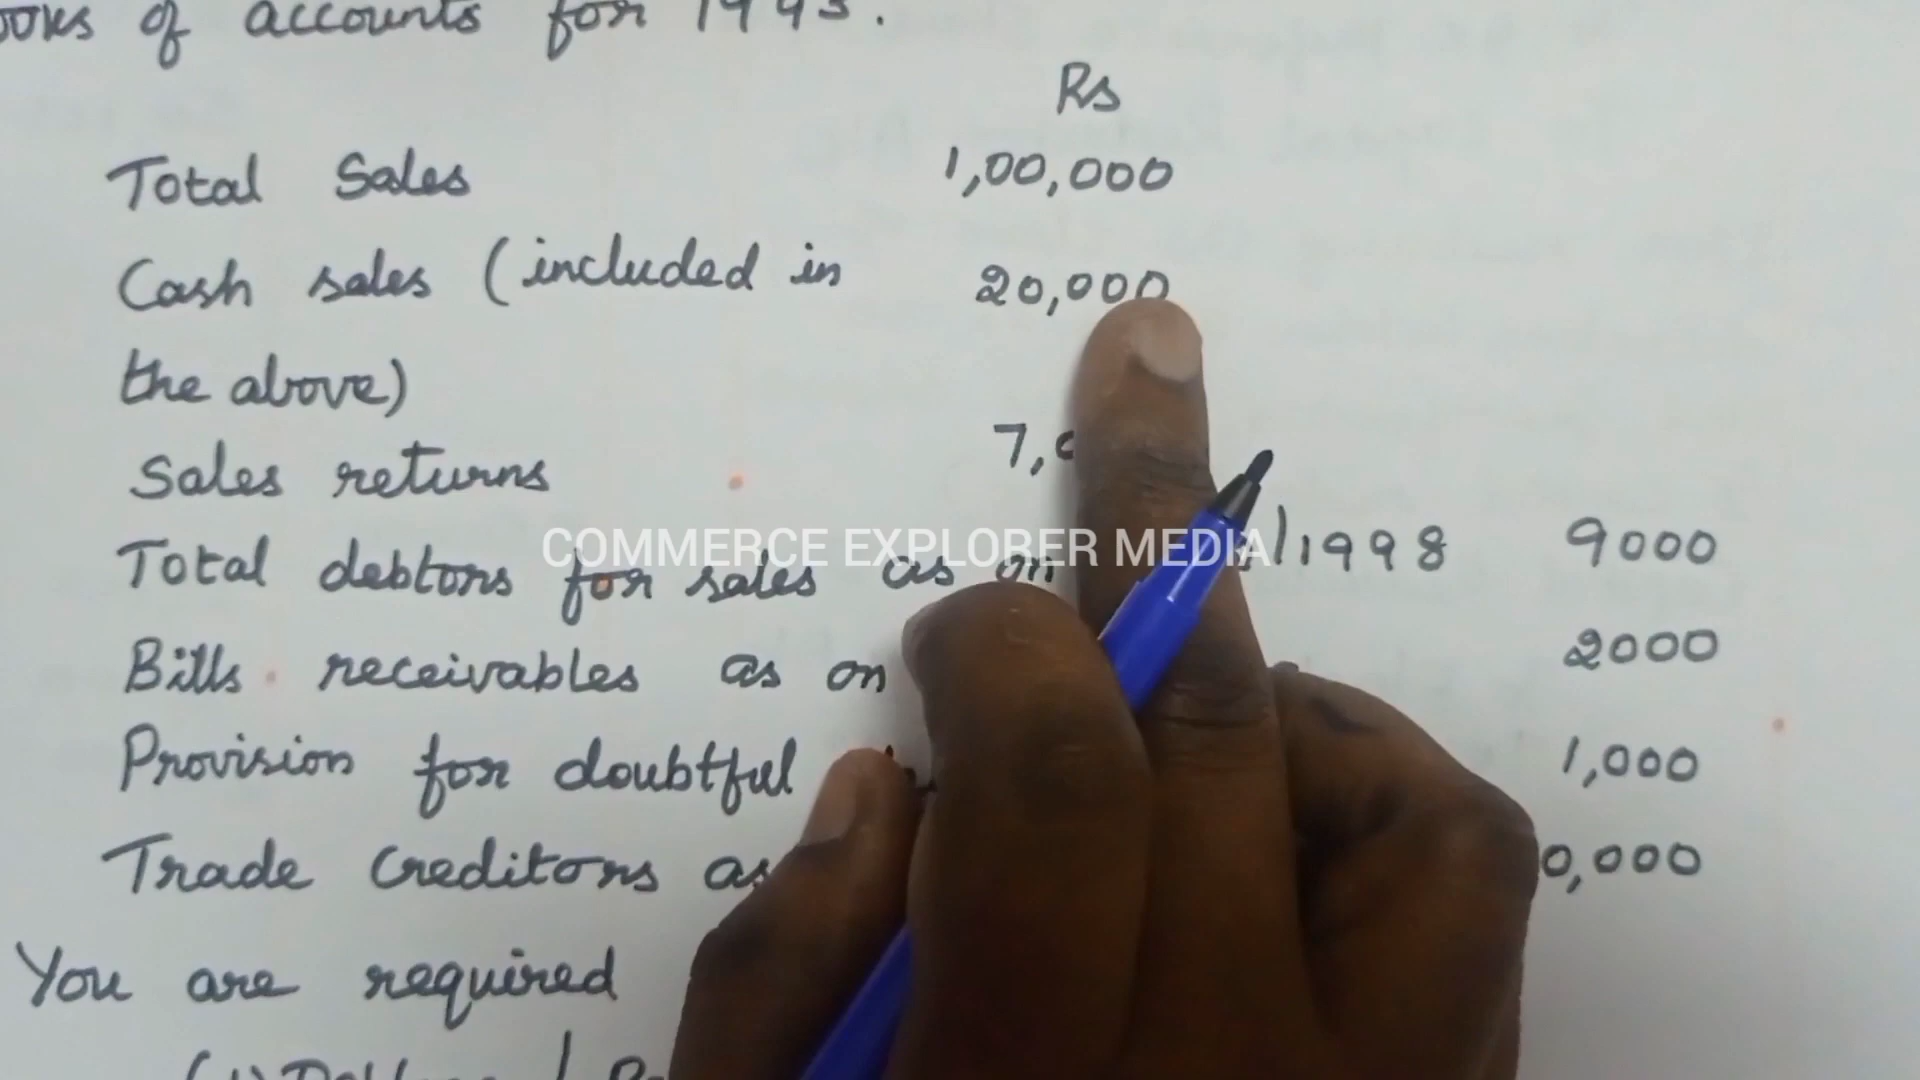 of accounts for
Rs
Total Sales 1,00,000
Cash sales (included in 20,000
the above)
Sales returns 7,
Total debtors for sales as on /1998 9000
Bills receivables as on 2000
Provision for doubtful 1,000
Trade Creditors as 0,000
You are required
COMMERCE EXPLORER MEDIA